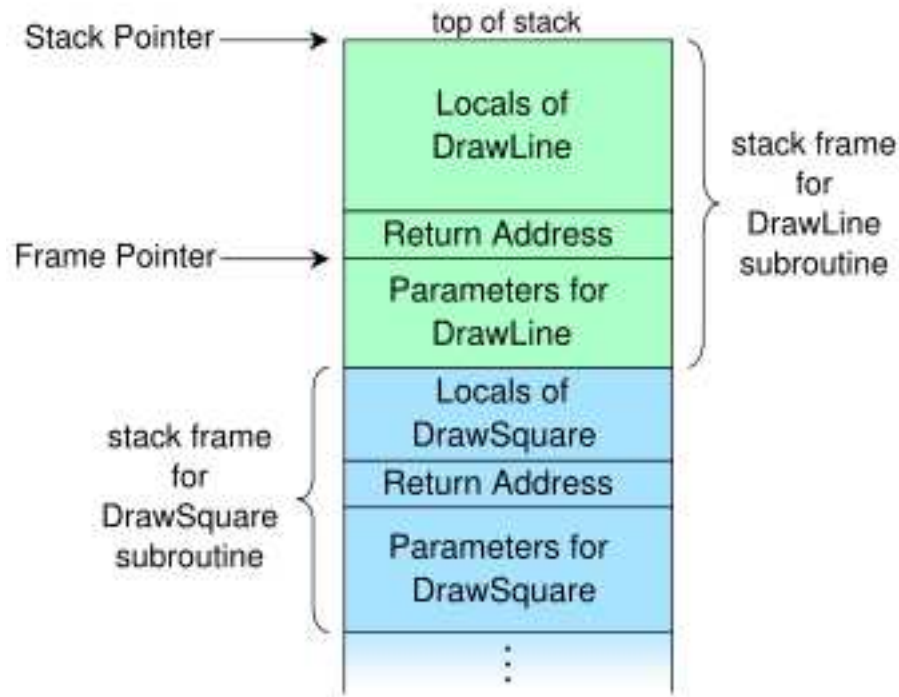 top of stack
Stack Pointer
Locals of
DrawLine
stack frame
for
DrawLine
subroutine
Return Address
Frame Pointer
Parameters for
DrawLine
Locals of
DrawSquare
stack frame
for
DrawSquare
subroutine
Return Address
Parameters for
DrawSquare